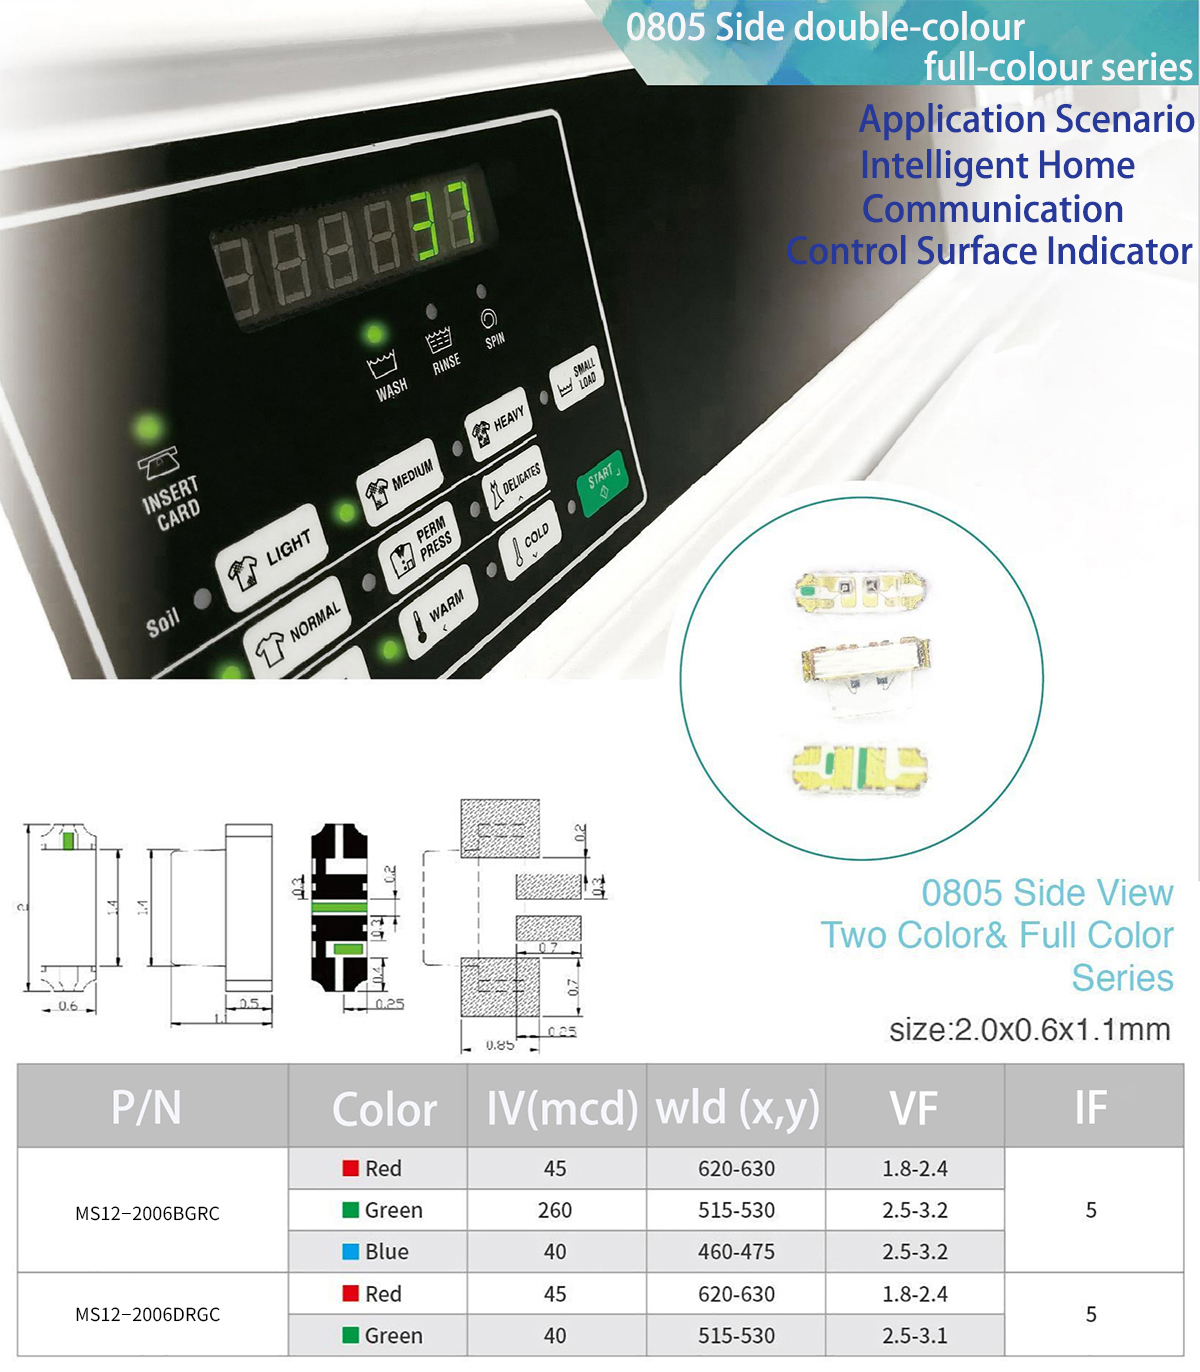 0805 Side double-colour
full-colour series
Application Scenario
Intelligent Home
Communication
Control Surface Indicator
37
WASH
RINSE
SPIN
SMALL
LOAD
INSERT
CARD
HEAVY
MEDIUM
LIGHT
Soil
DELICATES
START
PERM
PRESS
COLD
NORMAL
WARM
0805 Side View
Two Color& Full Color
Series
size:2.0x0.6x1.1mm
2
1.4
0.6
1.4
0.5
1.1
0.3
0.2
0.3
0.4
0.25
0.2
0.3
0.7
0.7
0.25
0.85
P/N Color IV(mcd) wld (x,y) VF IF
MS12-2006BGRC Red 45 620-630 1.8-2.4 5
Green 260 515-530 2.5-3.2
Blue 40 460-475 2.5-3.2
MS12-2006DRGC Red 45 620-630 1.8-2.4 5
Green 40 515-530 2.5-3.1